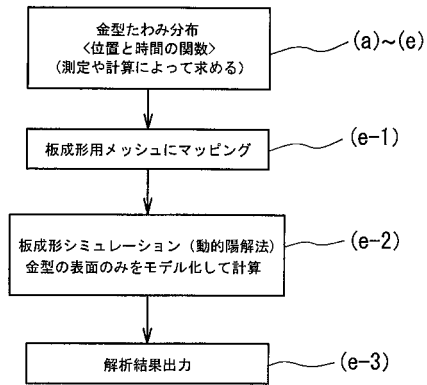 金型たわみ分布
<位置と時間の関数>
(測定や計算によって求める)
(a)~(e)
板成形用メッシュにマッピング
(e-1)
板成形シミュレーション(動的陽解法)
金型の表面のみをモデル化して計算
(e-2)
解析結果出力
(e-3)